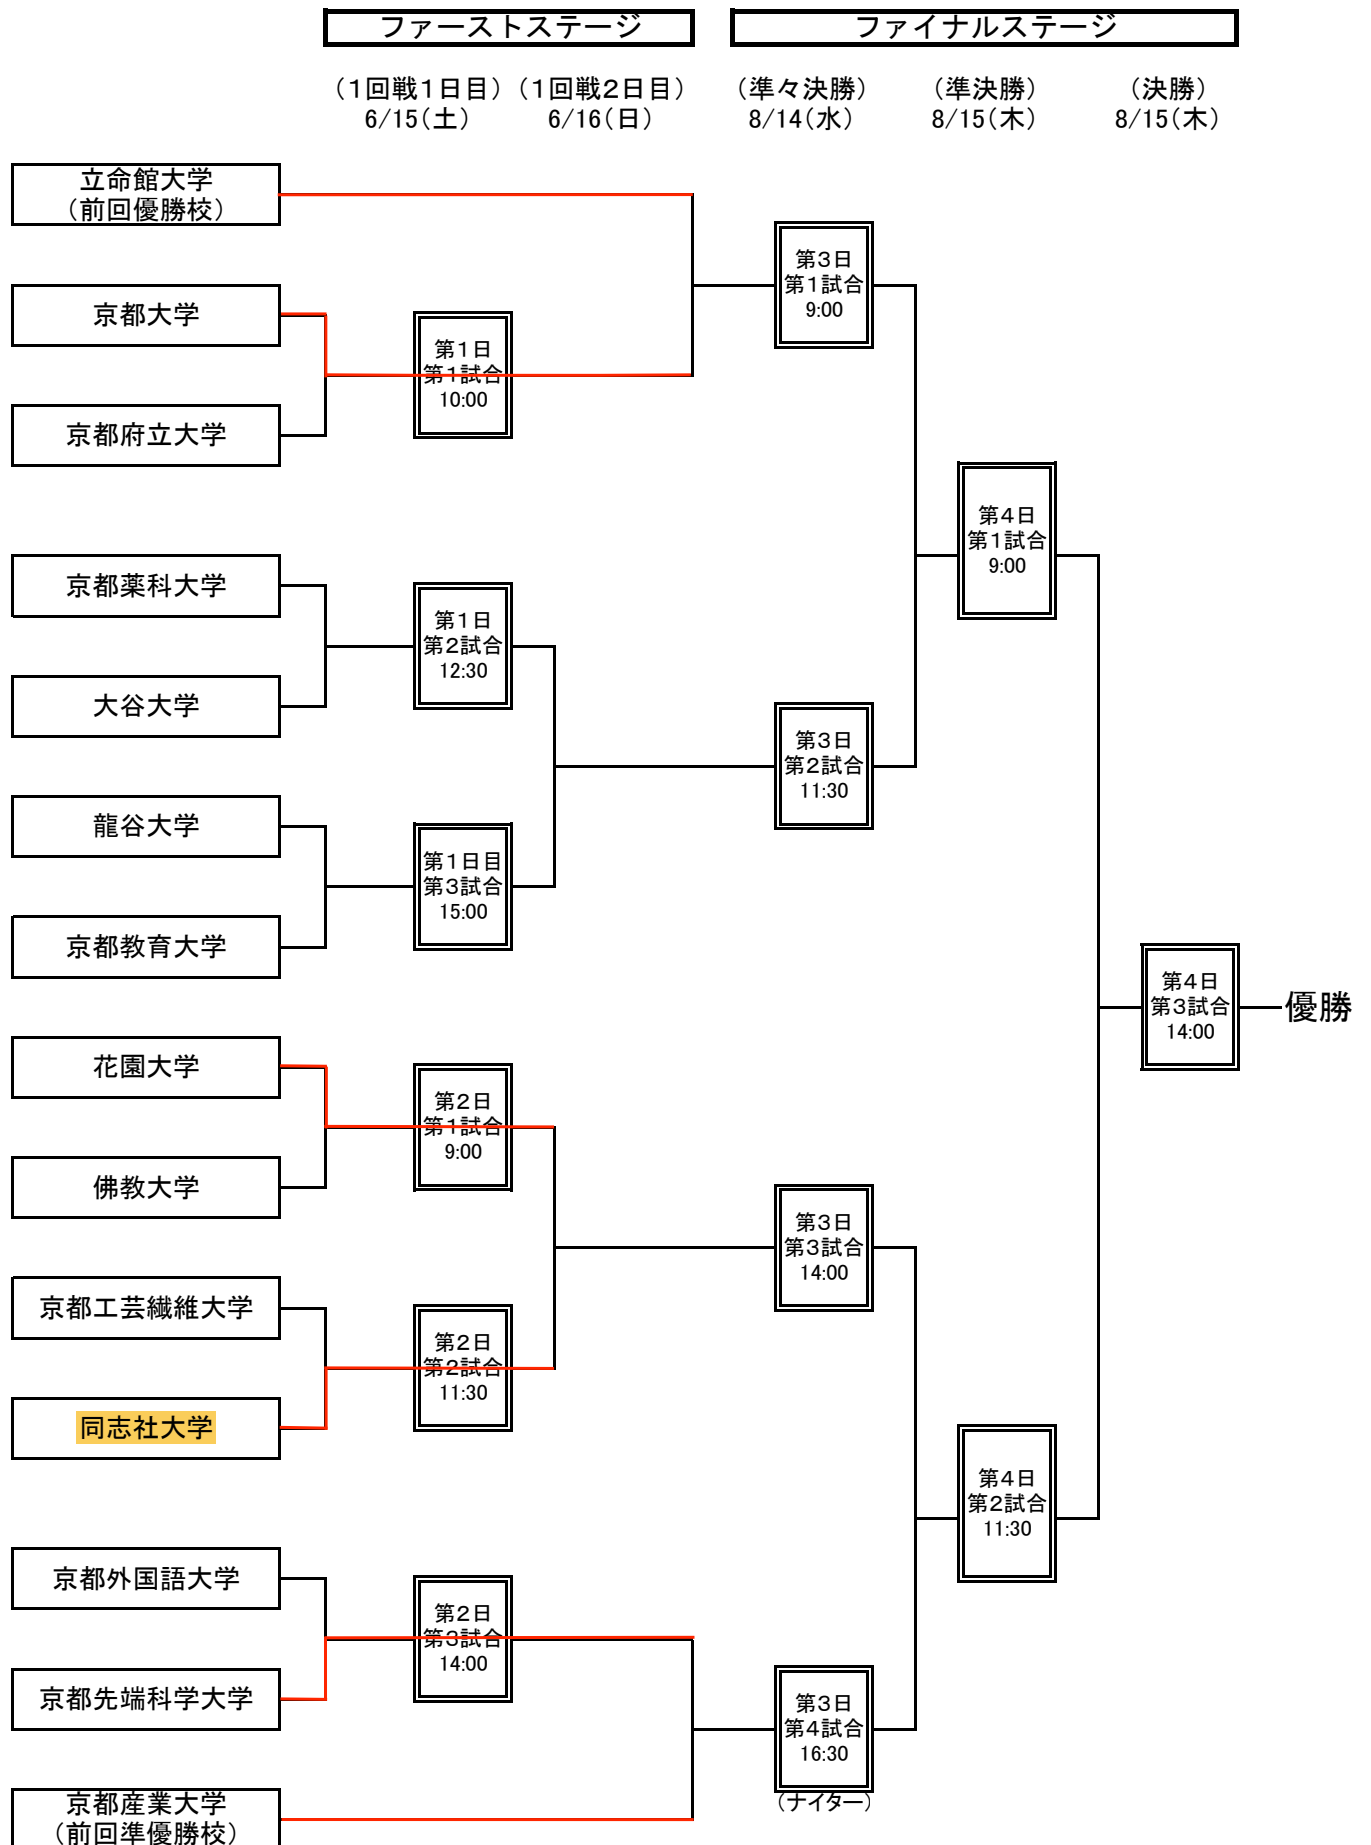 ファーストステージ
ファイナルステージ
（1回戦1日目）
6/15（土）
（1回戦2日目）
6/16（日）
（準々決勝）
8/14（水）
（準決勝）
8/15（木）
（決勝）
8/15（木）
立命館大学
（前回優勝校）
第3日
第1試合
9:00
京都大学
第1日
第1試合
10:00
京都府立大学
第4日
第1試合
9:00
京都薬科大学
第1日
第2試合
12:30
大谷大学
第3日
第2試合
11:30
龍谷大学
第1日目
第3試合
15:00
京都教育大学
第4日
第3試合
14:00
優勝
花園大学
第2日
第1試合
9:00
佛教大学
第3日
第3試合
14:00
京都工芸繊維大学
第2日
第2試合
11:30
同志社大学
第4日
第2試合
11:30
京都外国語大学
第2日
第3試合
14:00
京都先端科学大学
第3日
第4試合
16:30
（ナイター）
京都産業大学
（前回準優勝校）